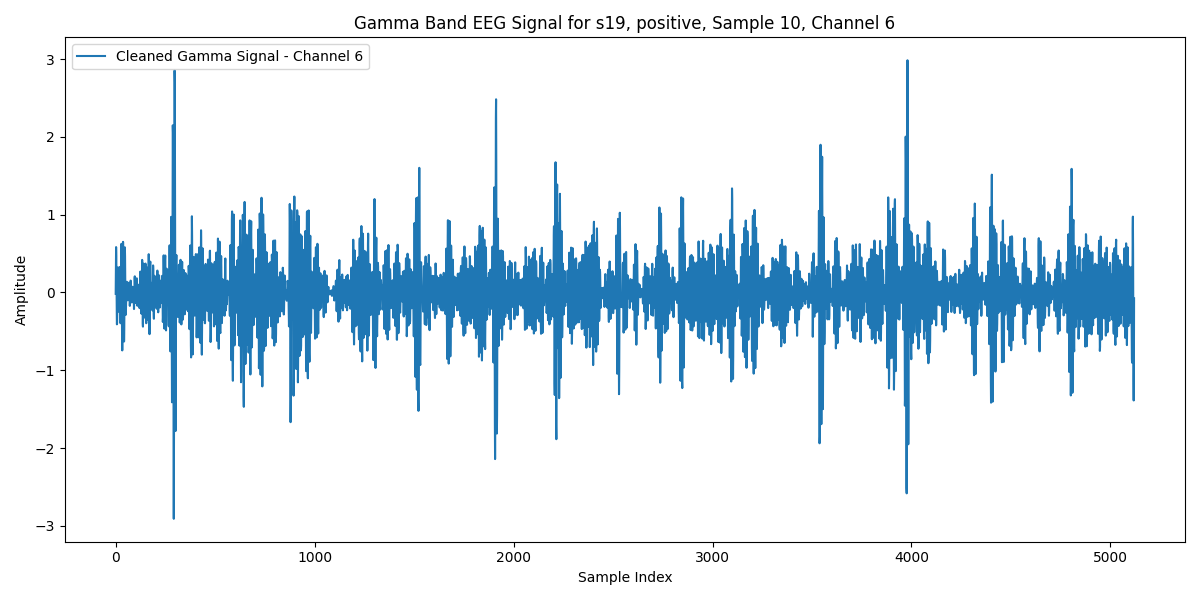 Gamma Band EEG Signal for s19, positive, Sample 10, Channel 6
Cleaned Gamma Signal - Channel 6
3
2
1
0
−1
−2
−3
Amplitude
0 1000 2000 3000 4000 5000
Sample Index